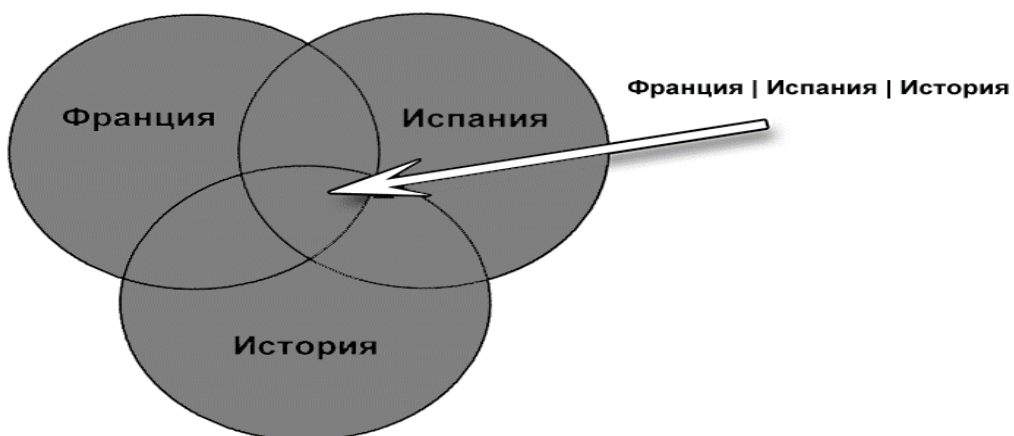 Франция | Испания | История
Франция
Испания
История